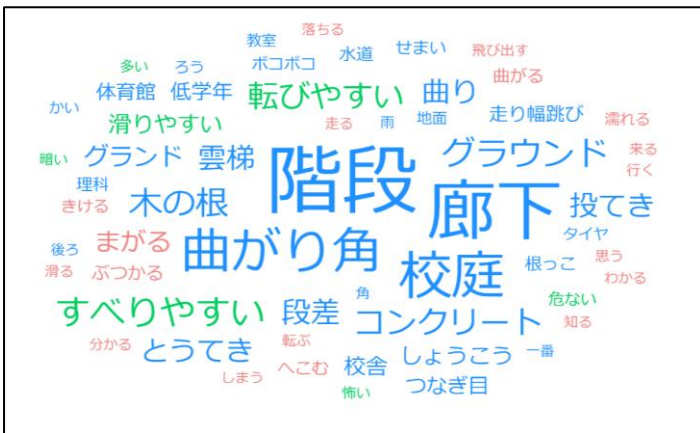 落ちる
教室 水道 せまい 飛び出す
多い ろう ボコボコ 曲がる
体育館 低学年 転びやすい 曲り
かい 走り幅跳び
滑りやすい 走る 雨 地面 濡れる
暗い グランド 雲梯 グラウンド 来る
理科 階段 行く
きける 木の根 廊下 投てき
まがる 曲がり角 タイヤ
後ろ 校庭 根っこ 思う
滑る ぶつかる わかる
すべりやすい 段差 角 危ない
コンクリート 知る
分かる とうてき 転ぶ 一番
へこむ 校舎 しょうこう
しまう つなぎ目
怖い